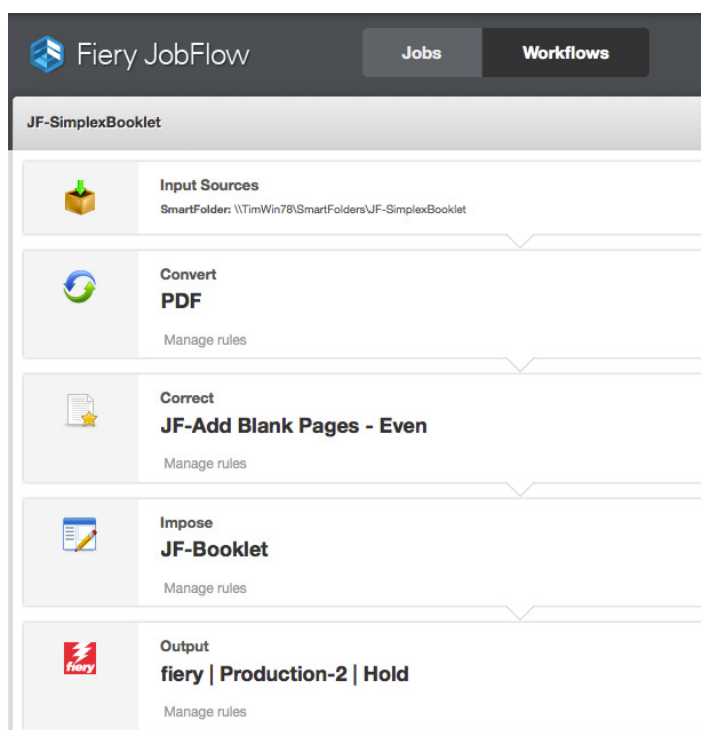 Fiery JobFlow
Jobs
Workflows
JF-SimplexBooklet
Input Sources
SmartFolder: \\TimWin78\SmartFolders\JF-SimplexBooklet
Convert
PDF
Manage rules
Correct
JF-Add Blank Pages - Even
Manage rules
Impose
JF-Booklet
Manage rules
fiery
Output
fiery | Production-2 | Hold
Manage rules